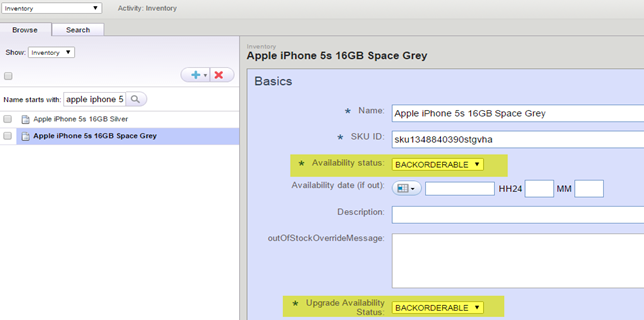 Inventory
Activity: Inventory
Browse
Search
Show: Inventory
Name starts with: apple iphone 5
Apple iPhone 5s 16GB Silver
Apple iPhone 5s 16GB Space Grey
Inventory
Apple iPhone 5s 16GB Space Grey
Basics
* Name: Apple iPhone 5s 16GB Space Grey
* SKU ID: sku1348840390stgvha
* Availability status: BACKORDERABLE
Availability date (if out): HH24 MM
Description:
outOfStockOverrideMessage:
* Upgrade Availability
Status: BACKORDERABLE